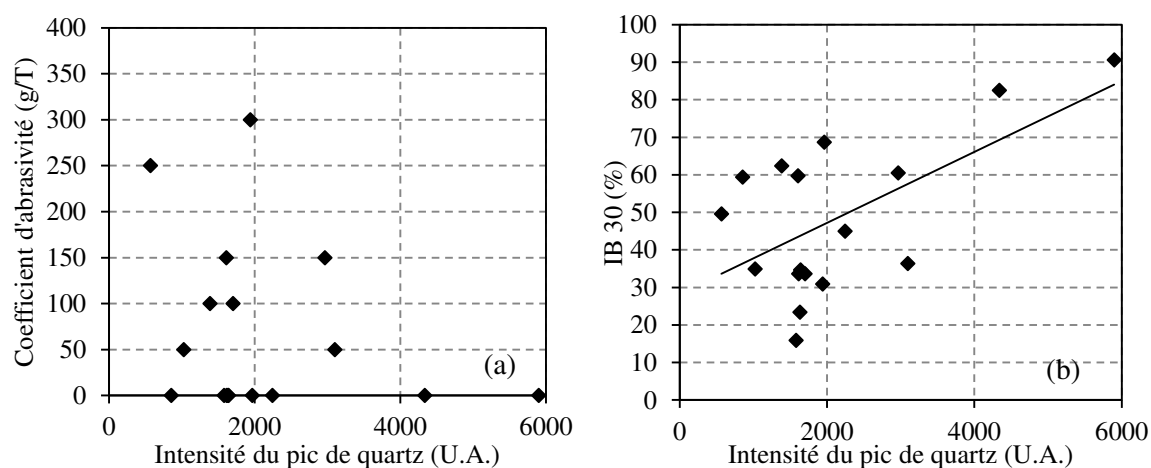 400
350
300
250
200
150
100
50
0
Coefficient d'abrasivité (g/T)
0 2000 4000 6000
Intensité du pic de quartz (U.A.)
(a)
100
90
80
70
60
50
40
30
20
10
0
IB 30 (%)
0 2000 4000 6000
Intensité du pic de quartz (U.A.)
(b)